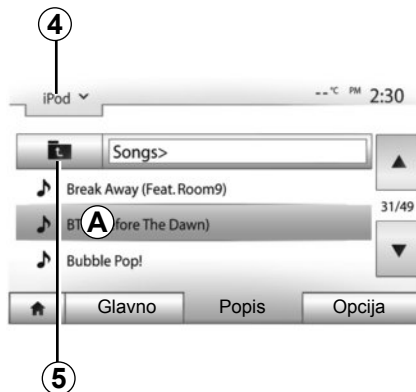 4
iPod
--°C PM 2:30
Songs>
Break Away (Feat. Room9)
31/49
A
fore The Dawn)
Bubble Pop!
Glavno Popis Opcija
5